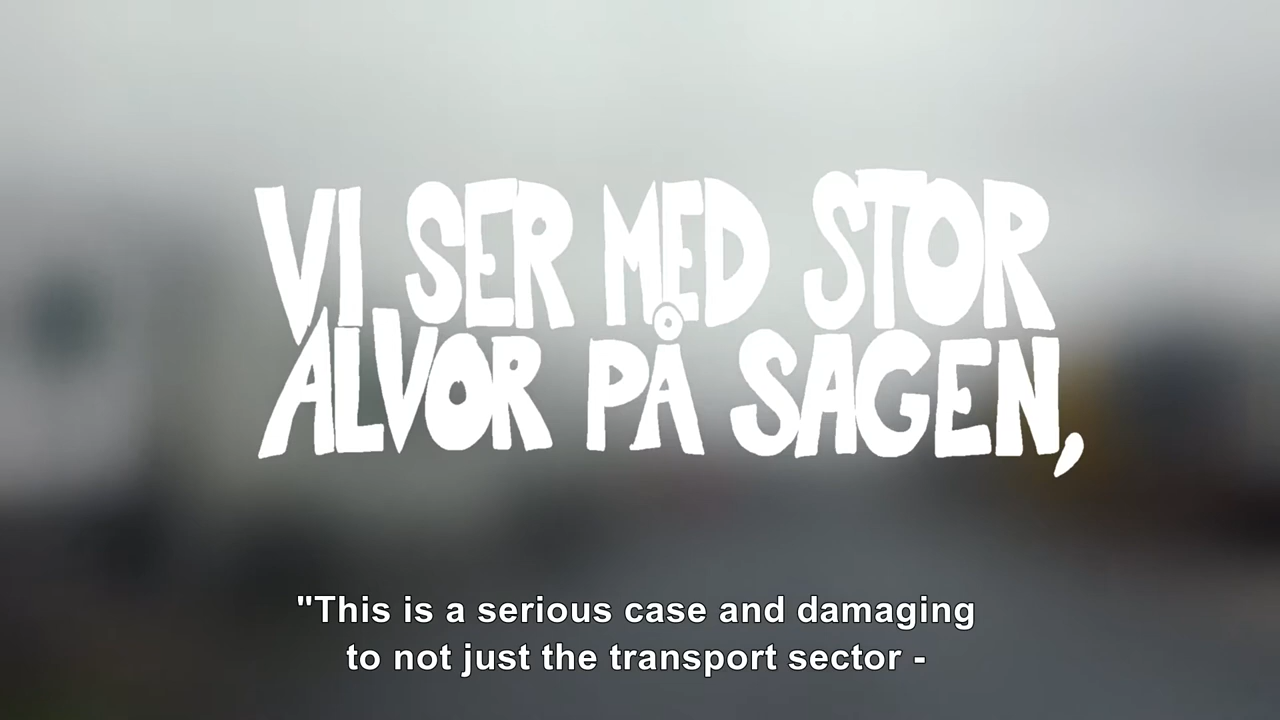 VI SER MED STOR
ALVOR PÅ SAGEN,
"This is a serious case and damaging
to not just the transport sector -